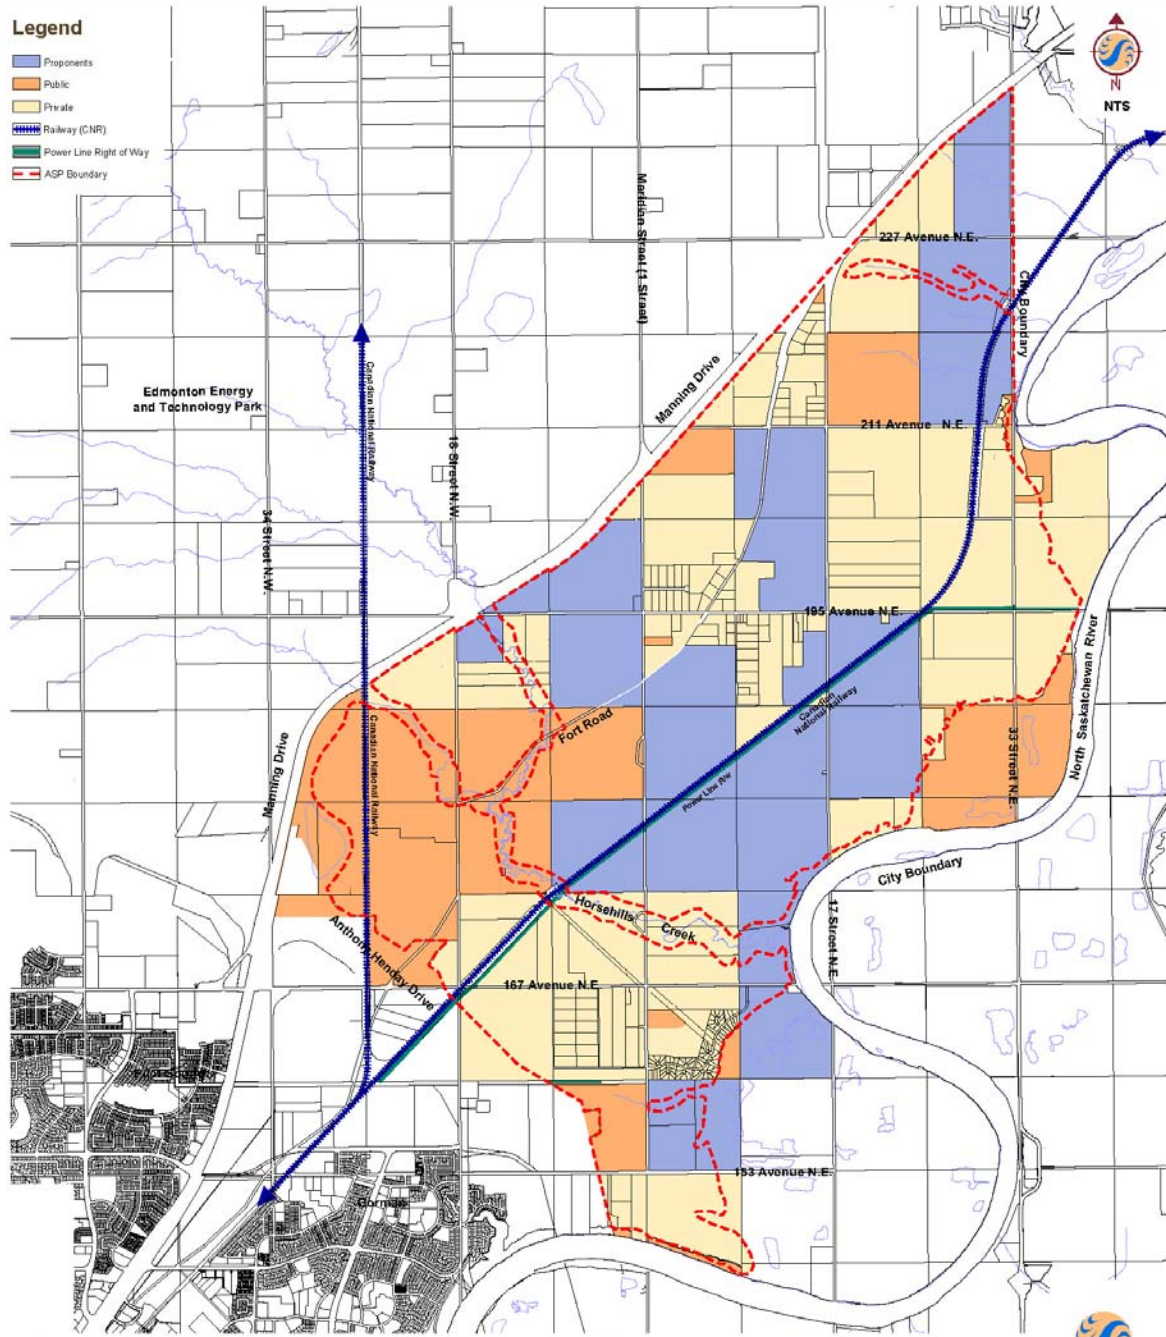 Legend
Proponents
Public
Private
Railway (CNR)
Power Line Right of Way
ASP Boundary
N
NTS
Meridian Street (1 Street)
227 Avenue N.E.
City Boundary
Manning Drive
Edmonton Energy
and Technology Park
Canadian National Railway
18 Street N.W.
34 Street N.W.
211 Avenue N.E.
195 Avenue N.E.
North Saskatchewan River
Canadian
National Railway
Fort Road
33 Street N.E.
Manning Drive
Canadian National Railway
Power Line R/W
City Boundary
Horsehills
Creek
17 Street N.E.
Anthony Henday Drive
167 Avenue N.E.
153 Avenue N.E.
Gorman